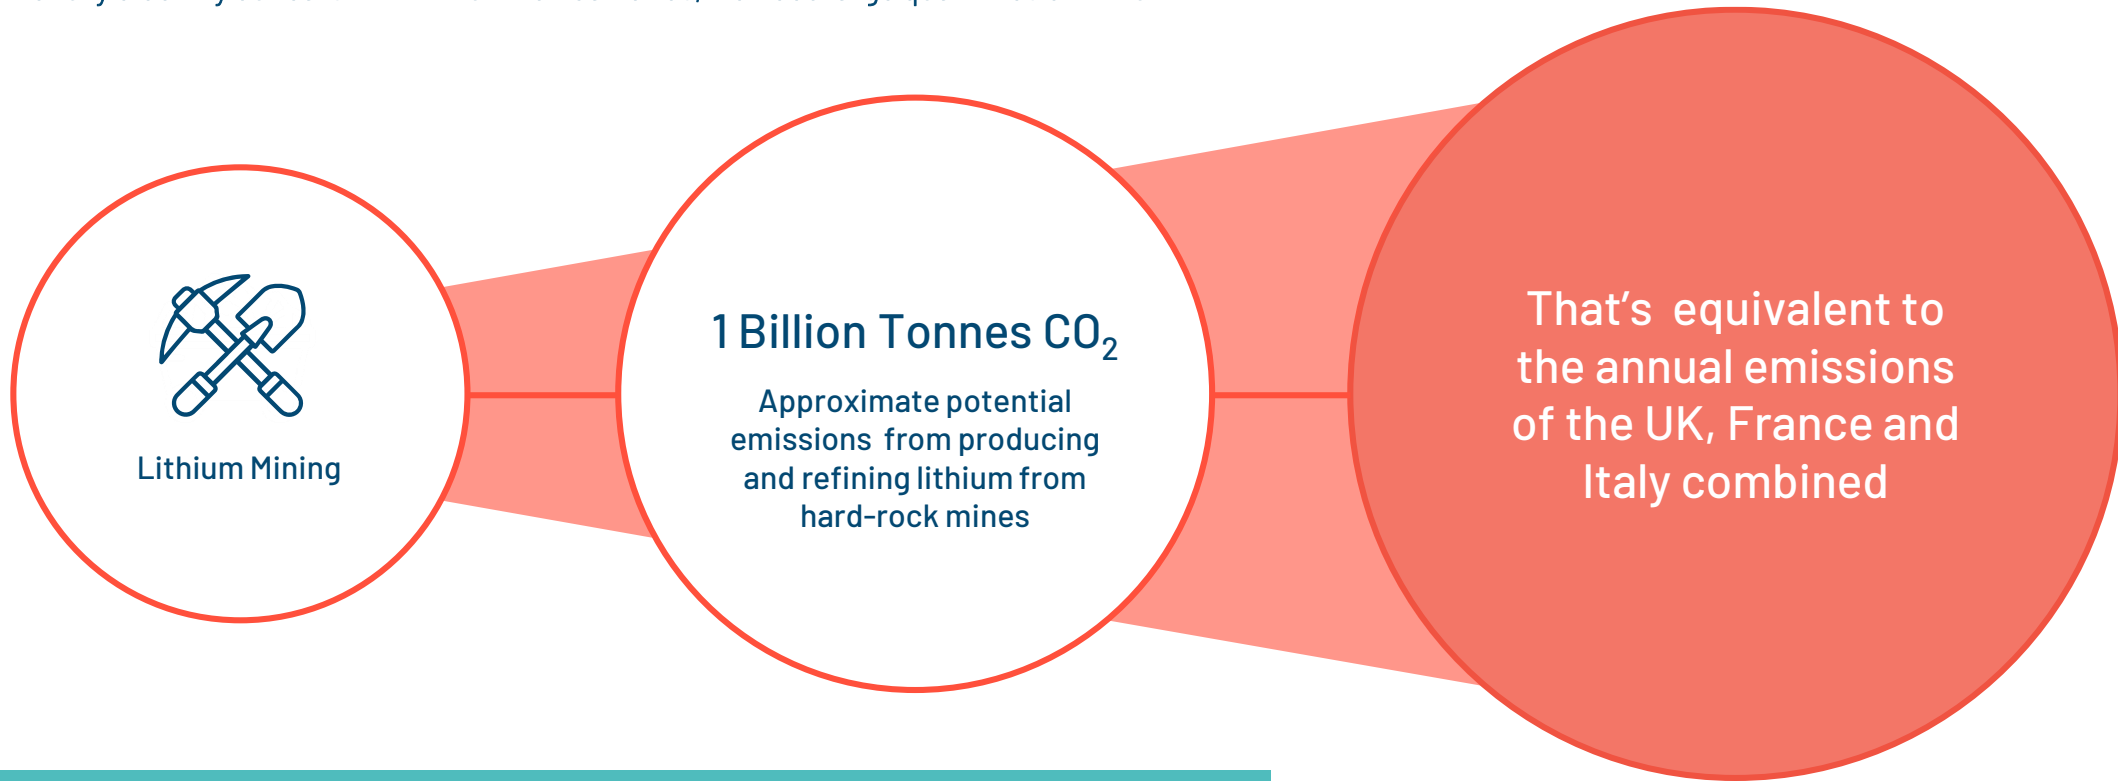 Lithium Mining
1 Billion Tonnes CO₂
Approximate potential
emissions from producing
and refining lithium from
hard-rock mines
That’s equivalent to
the annual emissions
of the UK, France and
Italy combined